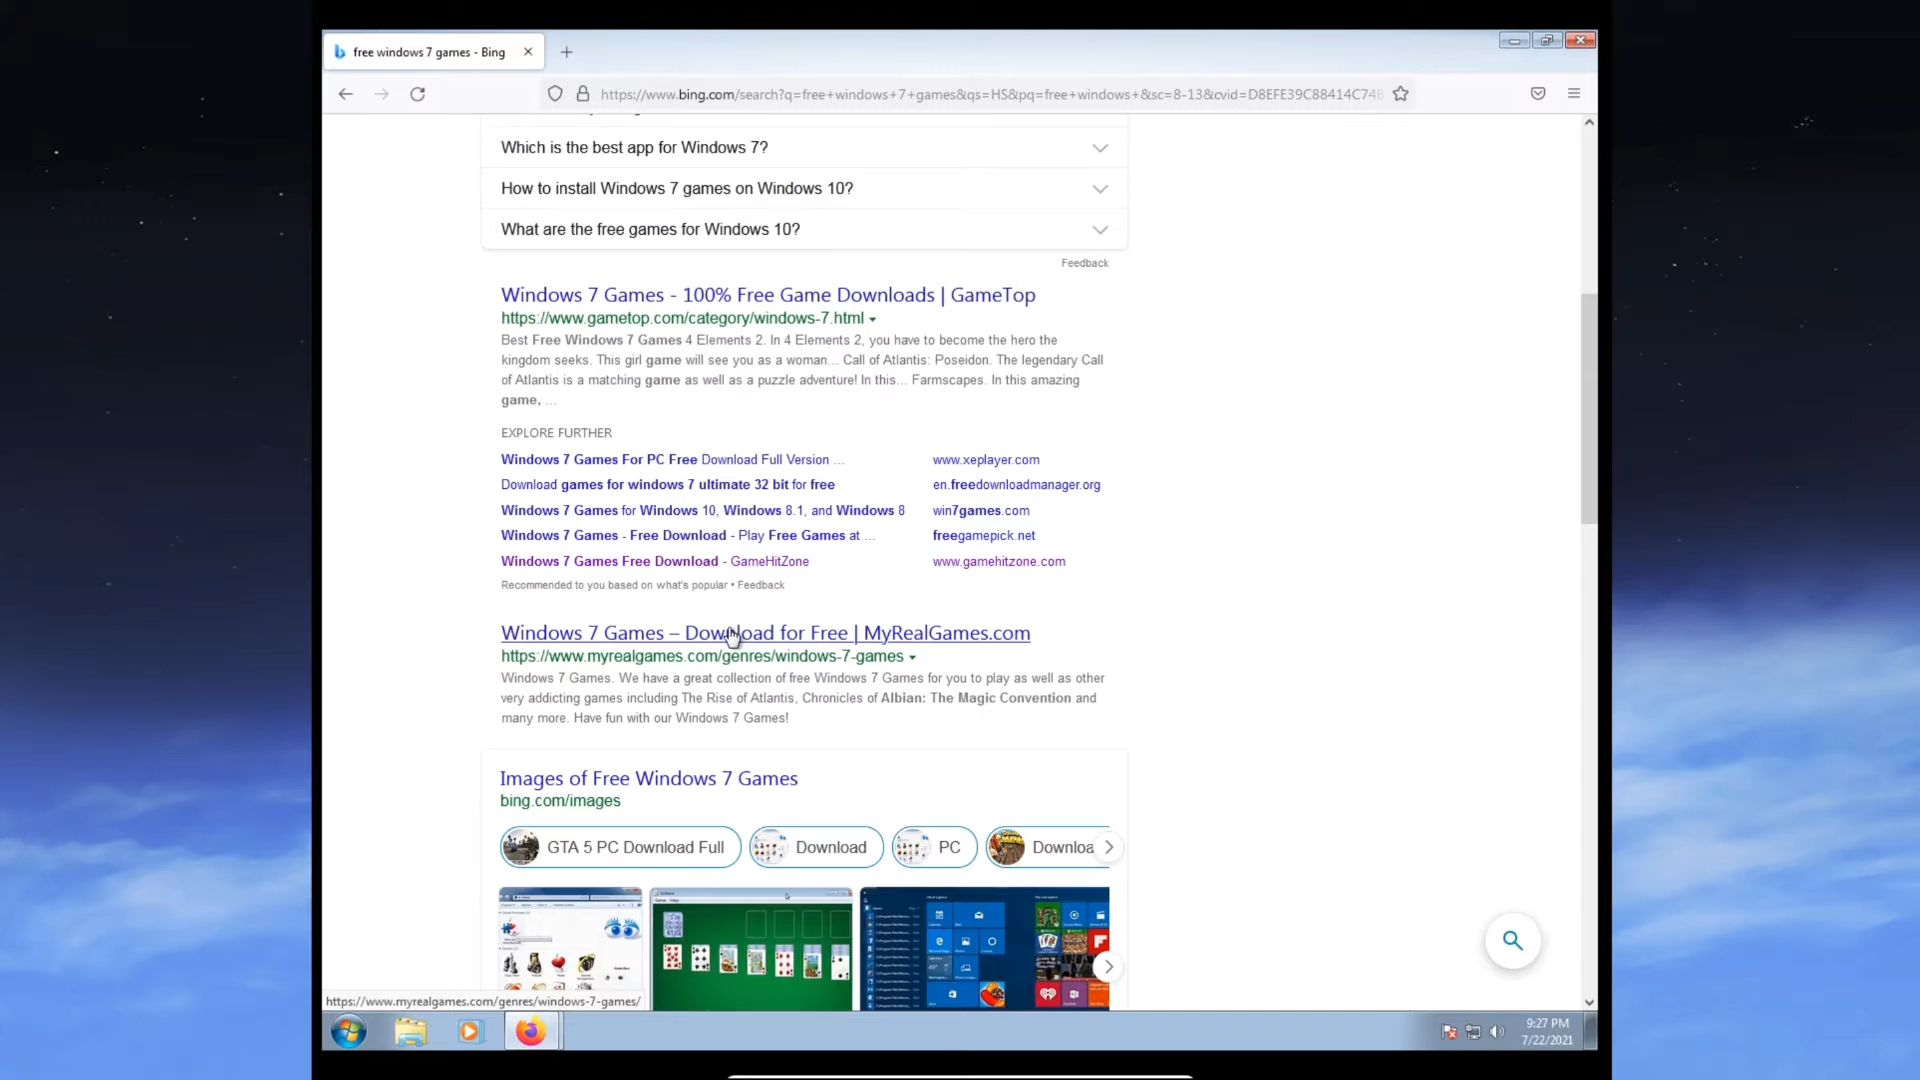 free windows 7 games - Bing
https://www.bing.com/search?q=free+windows+7+games&qs=HS&pq=free+windows+&sc=8-13&cvid=D8EFE39C88414C74B
Which is the best app for Windows 7?
How to install Windows 7 games on Windows 10?
What are the free games for Windows 10?
Feedback
Windows 7 Games - 100% Free Game Downloads | GameTop
https://www.gametop.com/category/windows-7.html
Best Free Windows 7 Games 4 Elements 2. In 4 Elements 2, you have to become the hero the
kingdom seeks. This girl game will see you as a woman... Call of Atlantis: Poseidon. The legendary Call
of Atlantis is a matching game as well as a puzzle adventure! In this... Farmscapes. In this amazing
game, ...
EXPLORE FURTHER
Windows 7 Games For PC Free Download Full Version ... www.xeplayer.com
Download games for windows 7 ultimate 32 bit for free en.freedownloadmanager.org
Windows 7 Games for Windows 10, Windows 8.1, and Windows 8 win7games.com
Windows 7 Games - Free Download - Play Free Games at ... freegamepick.net
Windows 7 Games Free Download - GameHitZone www.gamehitzone.com
Recommended to you based on what's popular • Feedback
Windows 7 Games – Download for Free | MyRealGames.com
https://www.myrealgames.com/genres/windows-7-games
Windows 7 Games. We have a great collection of free Windows 7 Games for you to play as well as other
very addicting games including The Rise of Atlantis, Chronicles of Albian: The Magic Convention and
many more. Have fun with our Windows 7 Games!
Images of Free Windows 7 Games
bing.com/images
GTA 5 PC Download Full Download PC Downloa
https://www.myrealgames.com/genres/windows-7-games/
9:27 PM
7/22/2021